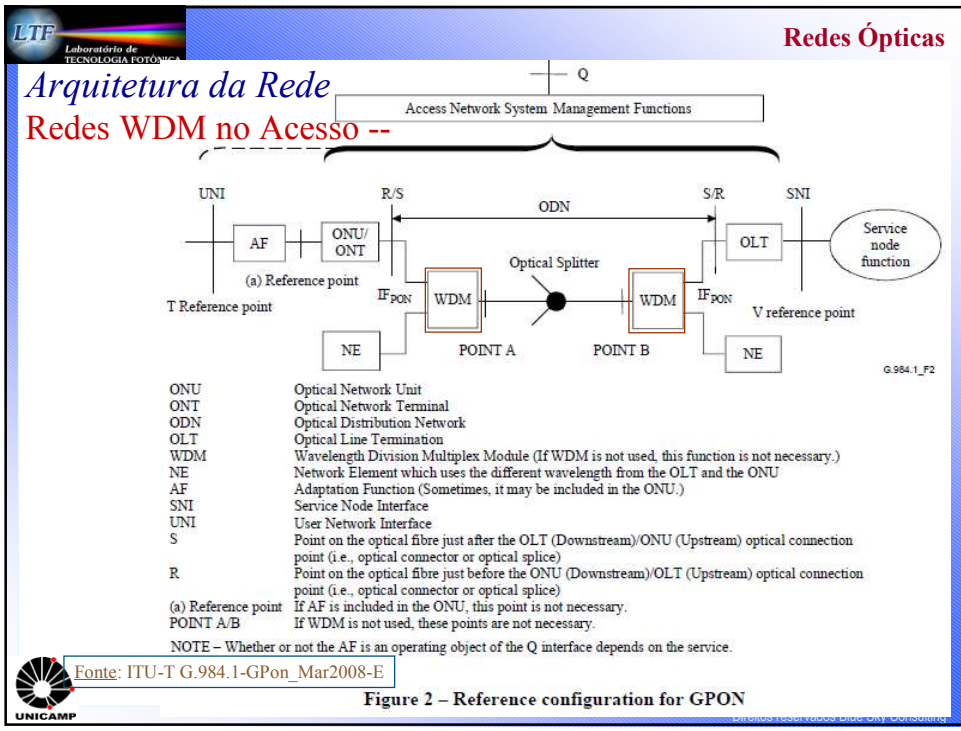 LTF
Laboratório de
TECNOLOGIA FOTÔNICA
Redes Ópticas
Arquitetura da Rede
Redes WDM no Acesso --
Q
Access Network System Management Functions
UNI
R/S
ODN
S/R
SNI
AF
ONU/
ONT
OLT
Service
node
function
(a) Reference point
Optical Splitter
T Reference point
IFPON
WDM
WDM
IFPON
V reference point
NE
POINT A
POINT B
NE
G.984.1_F2
ONU Optical Network Unit
ONT Optical Network Terminal
ODN Optical Distribution Network
OLT Optical Line Termination
WDM Wavelength Division Multiplex Module (If WDM is not used, this function is not necessary.)
NE Network Element which uses the different wavelength from the OLT and the ONU
AF Adaptation Function (Sometimes, it may be included in the ONU.)
SNI Service Node Interface
UNI User Network Interface
S Point on the optical fibre just after the OLT (Downstream)/ONU (Upstream) optical connection
point (i.e., optical connector or optical splice)
R Point on the optical fibre just before the ONU (Downstream)/OLT (Upstream) optical connection
point (i.e., optical connector or optical splice)
(a) Reference point If AF is included in the ONU, this point is not necessary.
POINT A/B If WDM is not used, these points are not necessary.
NOTE – Whether or not the AF is an operating object of the Q interface depends on the service.
Fonte: ITU-T G.984.1-GPon_Mar2008-E
Figure 2 – Reference configuration for GPON
UNICAMP
Direitos reservados Blue Sky Consulting